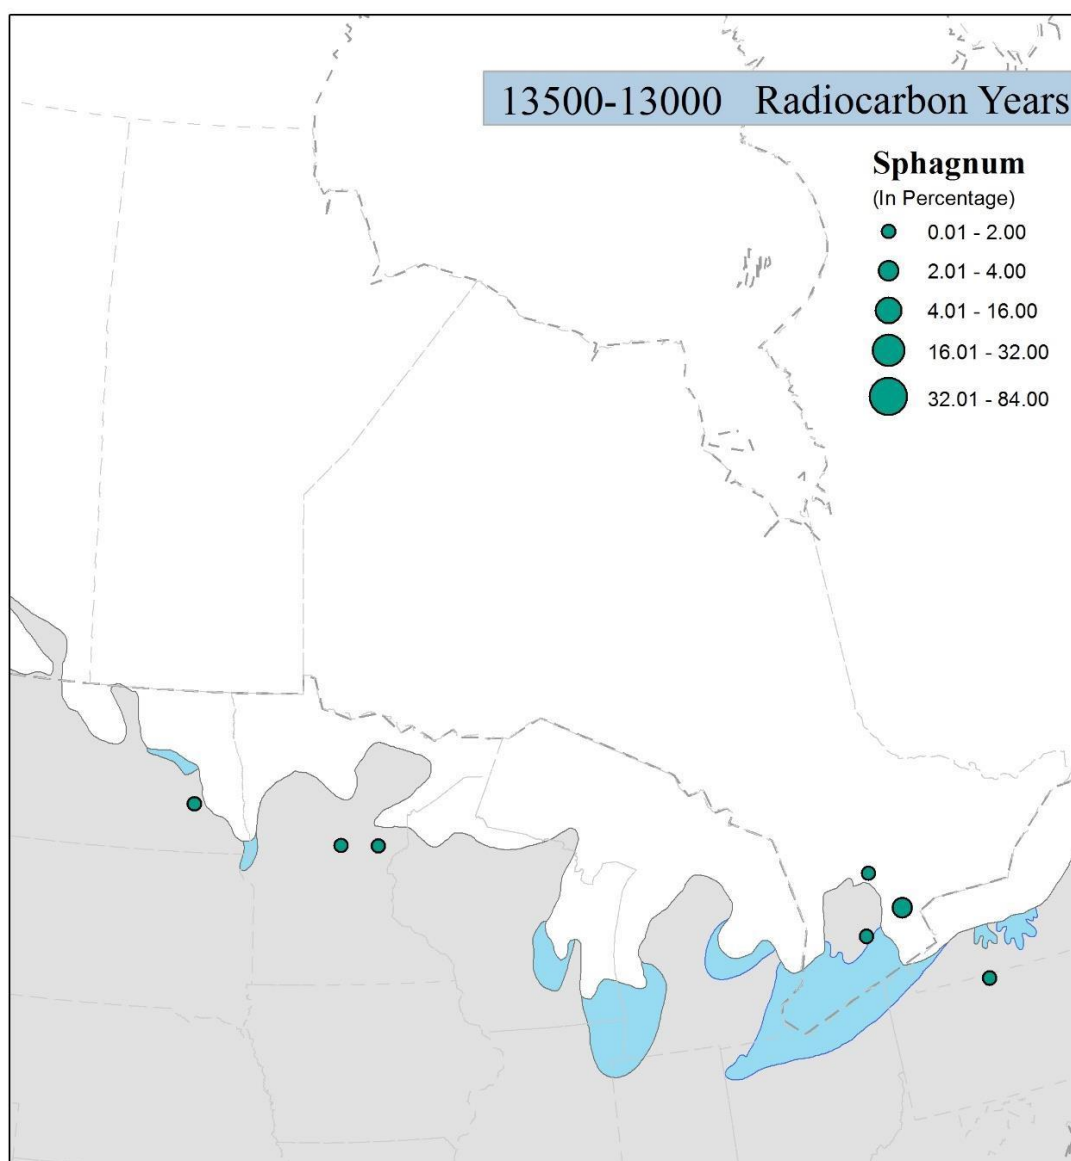 13500-13000 Radiocarbon Years
Sphagnum
(In Percentage)
0.01 - 2.00
2.01 - 4.00
4.01 - 16.00
16.01 - 32.00
32.01 - 84.00